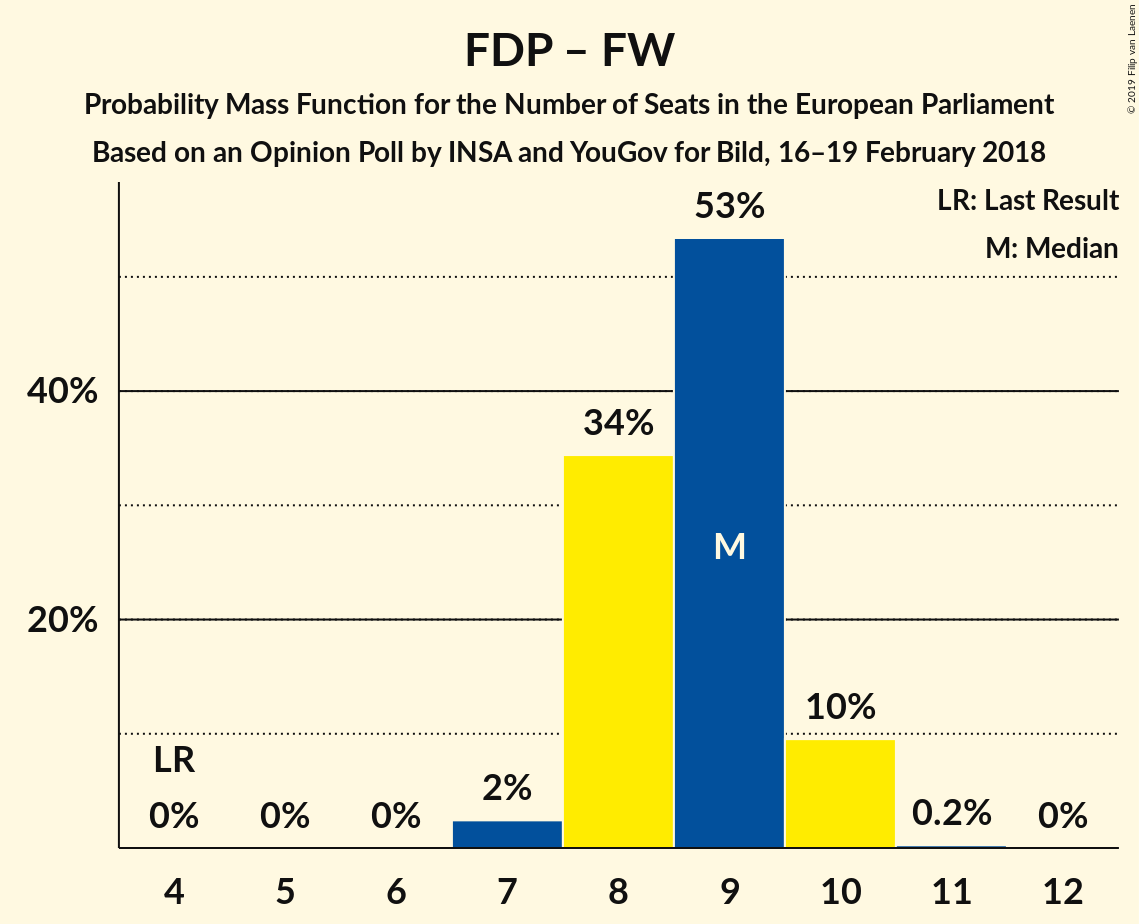 FDP – FW
Probability Mass Function for the Number of Seats in the European Parliament
Based on an Opinion Poll by INSA and YouGov for Bild, 16–19 February 2018
© 2019 Filip van Laenen
LR: Last Result
M: Median
53%
40%
34%
M
20%
10%
LR
2%
0% 0% 0% 0.2% 0%
4 5 6 7 8 9 10 11 12